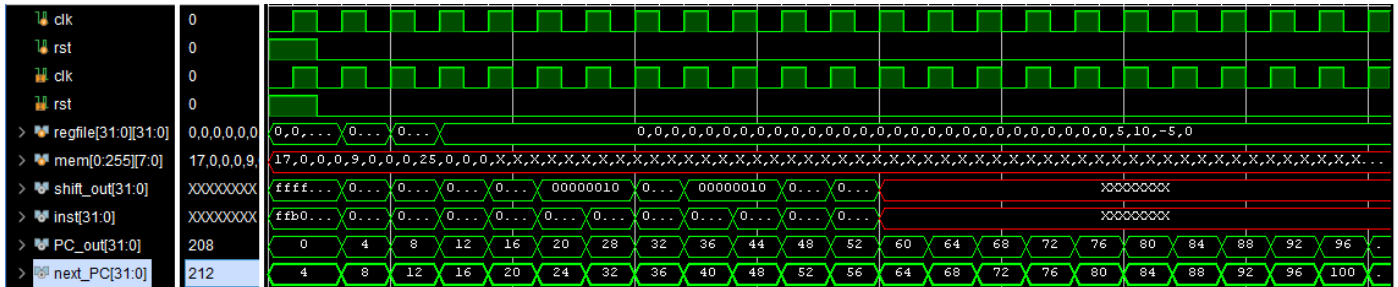 clk 0
rst 0
clk 0
rst 0
regfile[31:0][31:0] 0,0,0,0,0,0 0,0,... 0... 0... 0,0,0,0,0,0,0,0,0,0,0,0,0,0,0,0,0,0,0,0,0,0,0,0,0,0,0,0,5,10,-5,0
mem[0:255][7:0] 17,0,0,0,9, 17,0,0,0,9,0,0,0,25,0,0,0,X,X,X,X,X,X,X,X,X,X,X,X,X,X,X,X,X,X,X,X,X,X,X,X,X,X,X,X,X,X,X,X,X,X,X,X,X,X,X,X,X,X,X,X,X,X,X,X,X,X,X...
shift_out[31:0] XXXXXXXX ffff... 0... 0... 0... 0... 00000010 0... 00000010 0... 0... XXXXXXXX
inst[31:0] XXXXXXXX ffb0... 0... 0... 0... 0... 0... 0... 0... 0... 0... 0... 0... XXXXXXXX
PC_out[31:0] 208 0 4 8 12 16 20 28 32 36 44 48 52 60 64 68 72 76 80 84 88 92 96 .
next_PC[31:0] 212 4 8 12 16 20 24 32 36 40 48 52 56 64 68 72 76 80 84 88 92 96 100 .